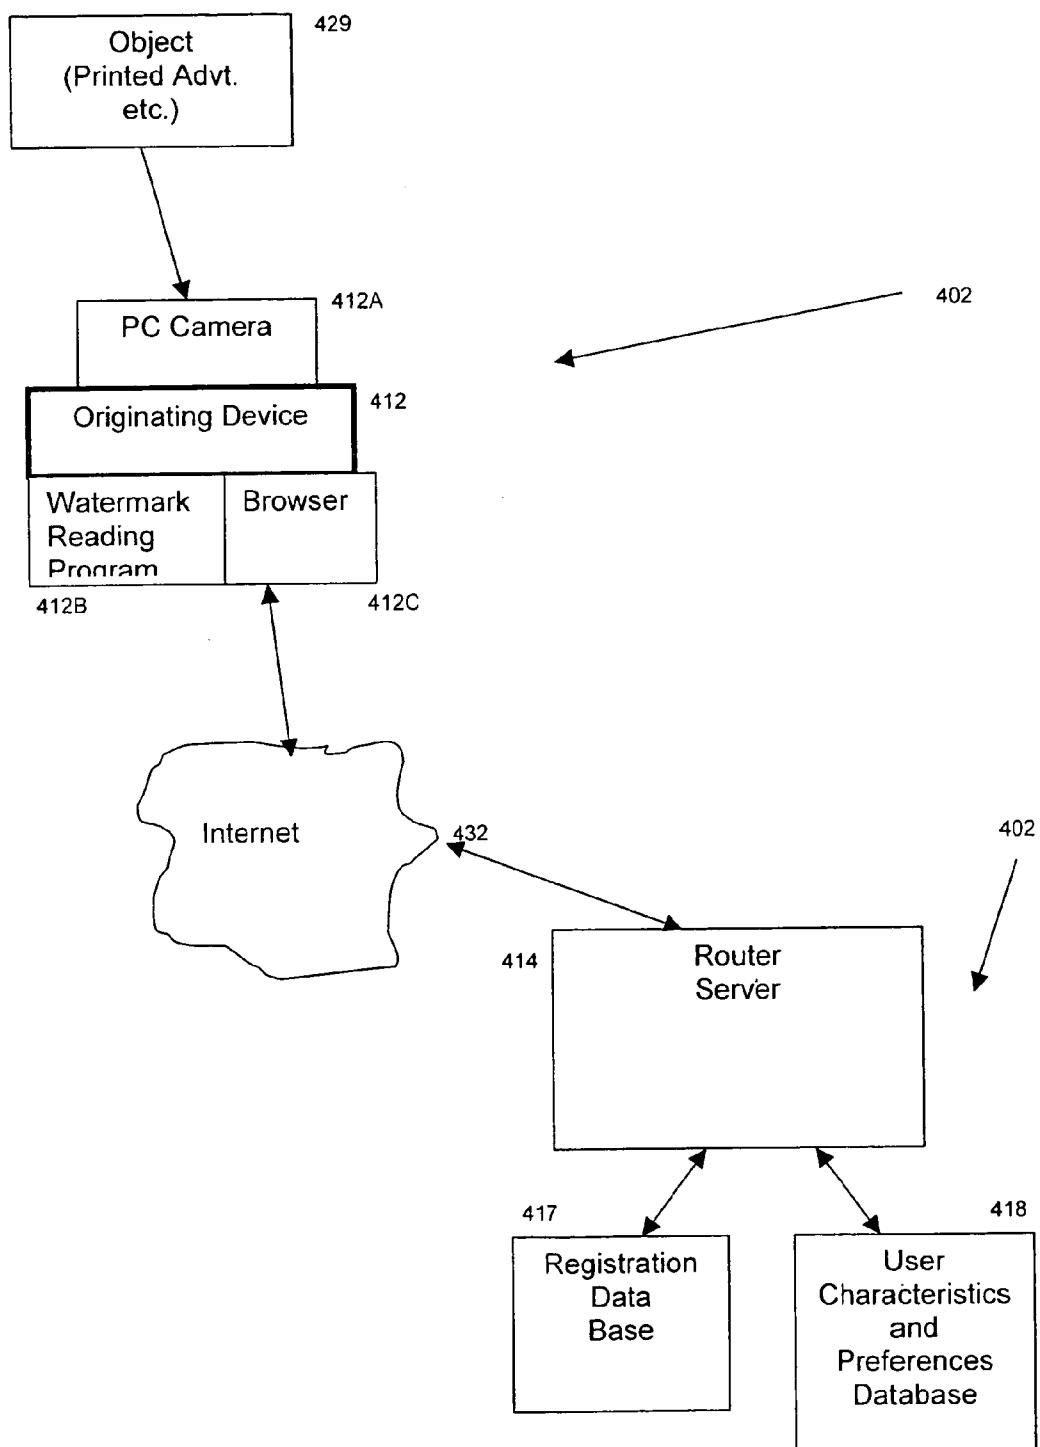 Object
(Printed Advt.
etc.)
429
412A
PC Camera
402
Originating Device
412
Watermark
Reading
Program
Browser
412B
412C
Internet
432
402
414
Router
Server
417
418
Registration
Data
Base
User
Characteristics
and
Preferences
Database